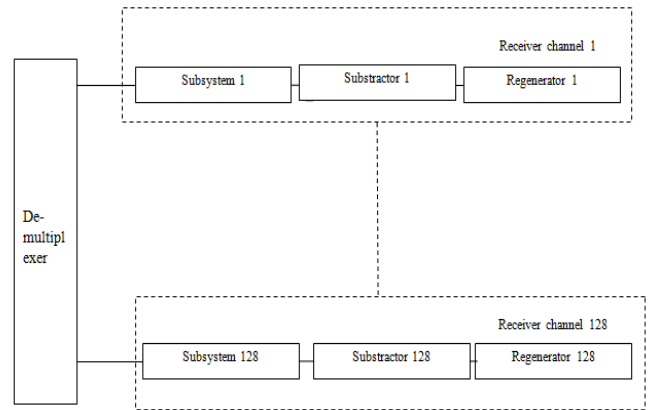 Receiver channel 1
Subsystem 1
Substractor 1
Regenerator 1
De-
multipl
exer
Receiver channel 128
Subsystem 128
Substractor 128
Regenerator 128